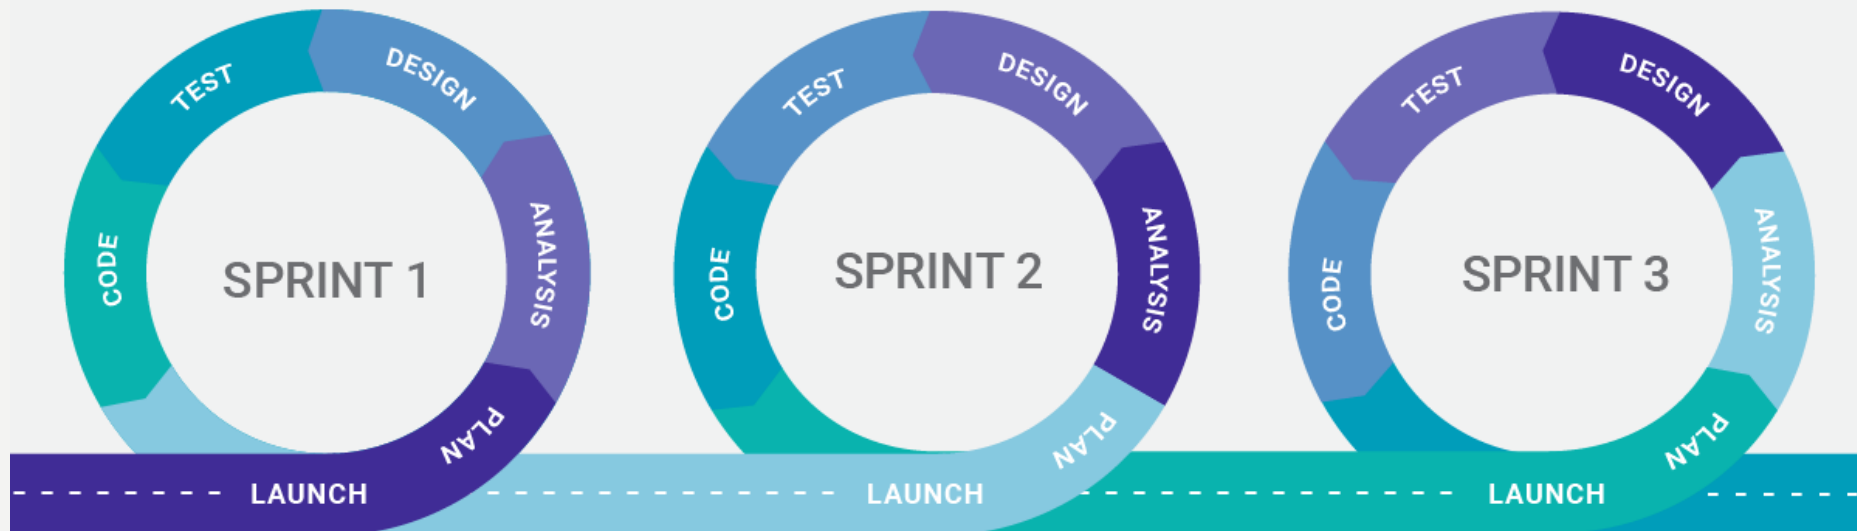 TEST
DESIGN
ANALYSIS
PLAN
CODE
SPRINT 1
LAUNCH
TEST
DESIGN
ANALYSIS
PLAN
CODE
SPRINT 2
LAUNCH
TEST
DESIGN
ANALYSIS
PLAN
CODE
SPRINT 3
LAUNCH